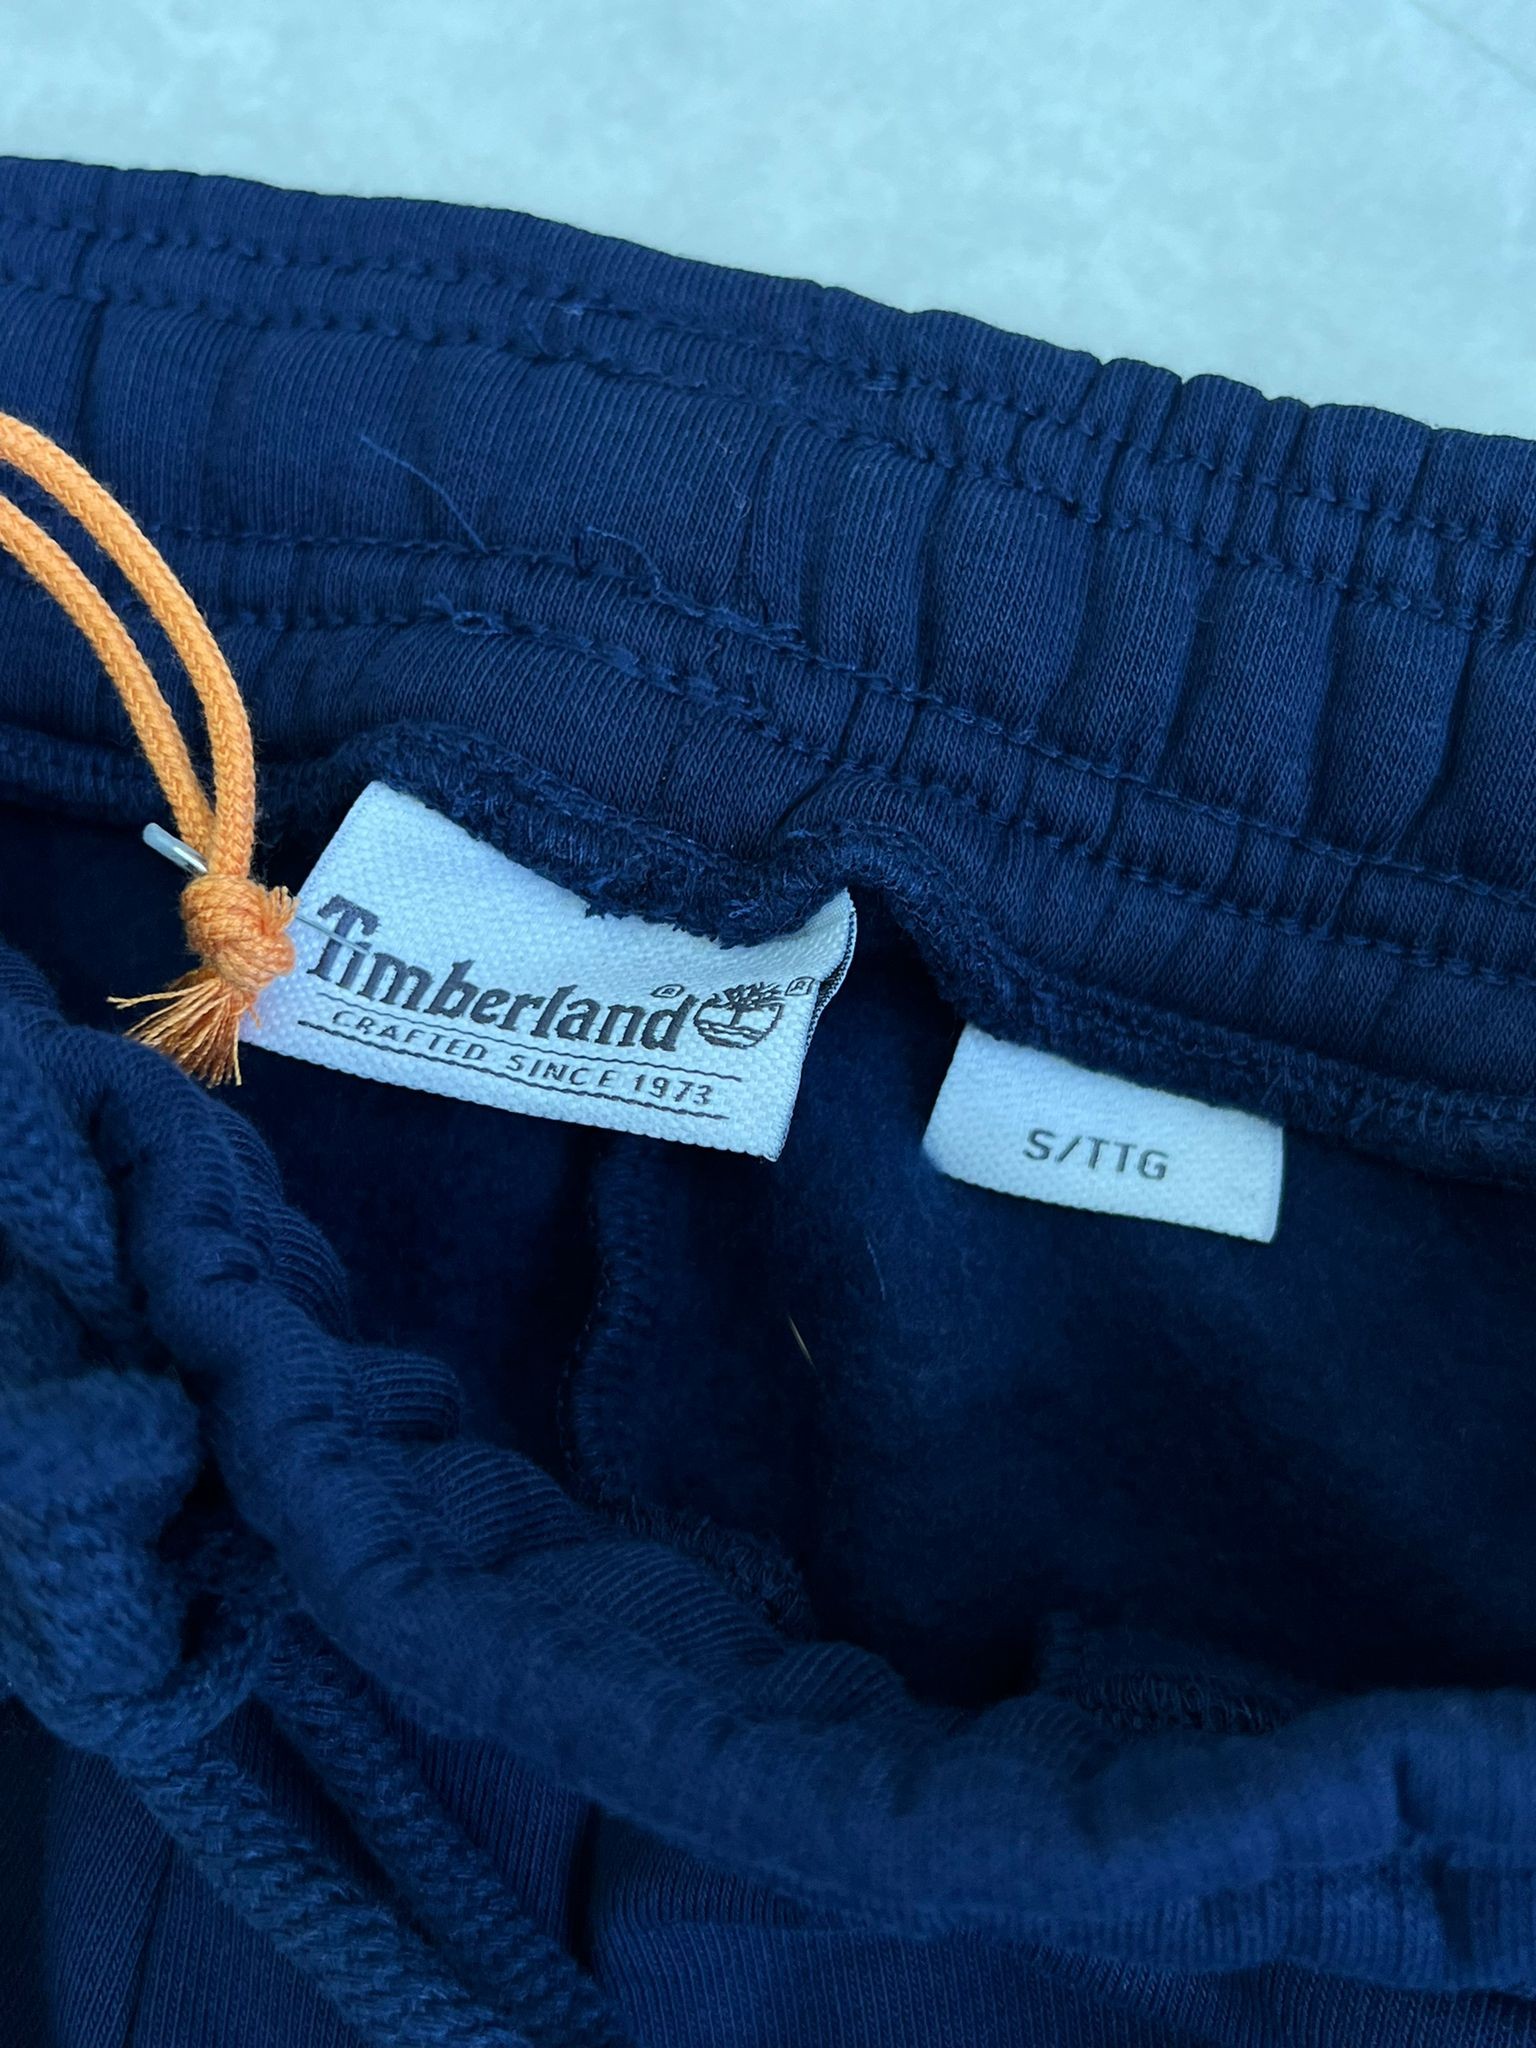 Timberland®®
CRAFTED SINCE 1973
S/TTG